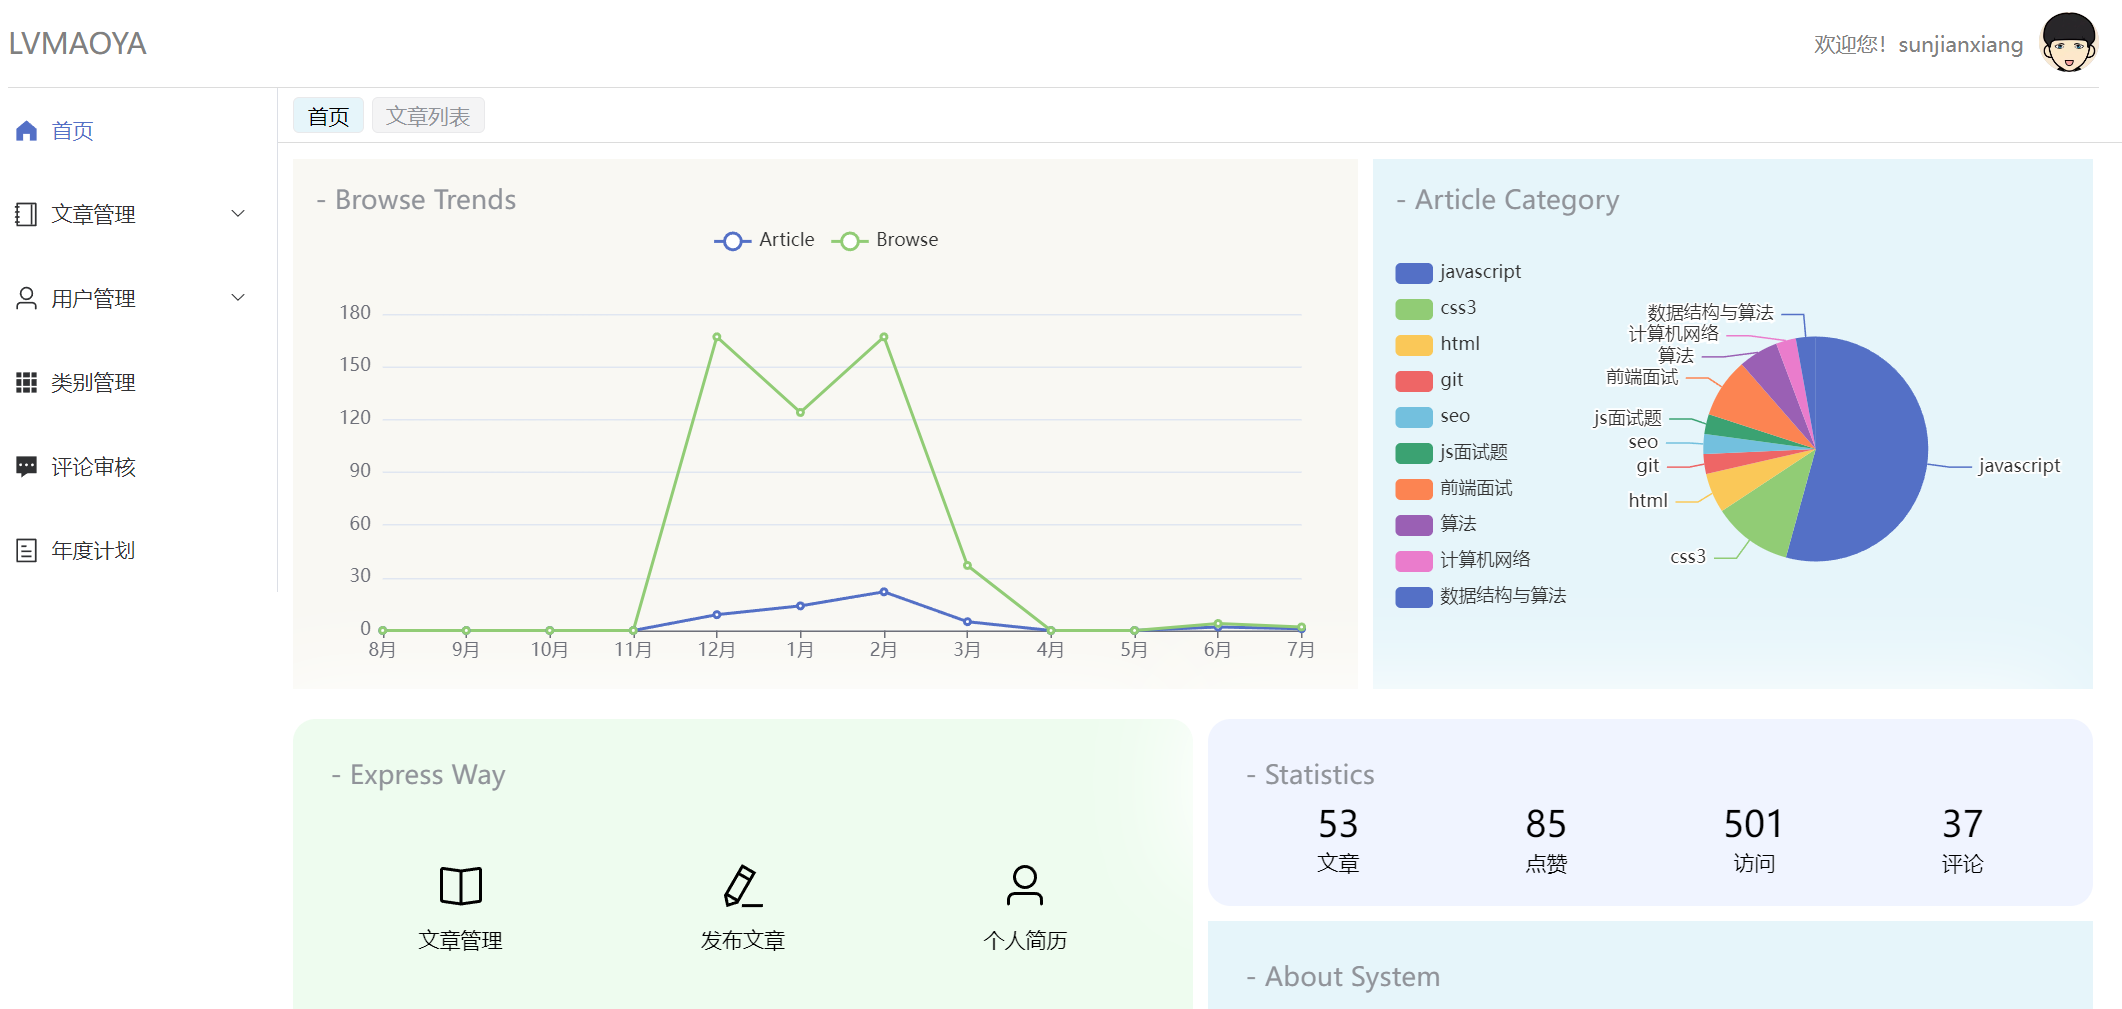 LVMAOYA
欢迎您！sunjianxiang
首页
文章管理
用户管理
类别管理
评论审核
年度计划
首页 文章列表
- Browse Trends
Article Browse
180
150
120
90
60
30
0
8月 9月 10月 11月 12月 1月 2月 3月 4月 5月 6月 7月
- Article Category
javascript
css3
html
git
seo
js面试题
前端面试
算法
计算机网络
数据结构与算法
数据结构与算法
计算机网络
算法
前端面试
js面试题
seo
git
html
css3
javascript
- Express Way
文章管理 发布文章 个人简历
- Statistics
53 85 501 37
文章 点赞 访问 评论
- About System